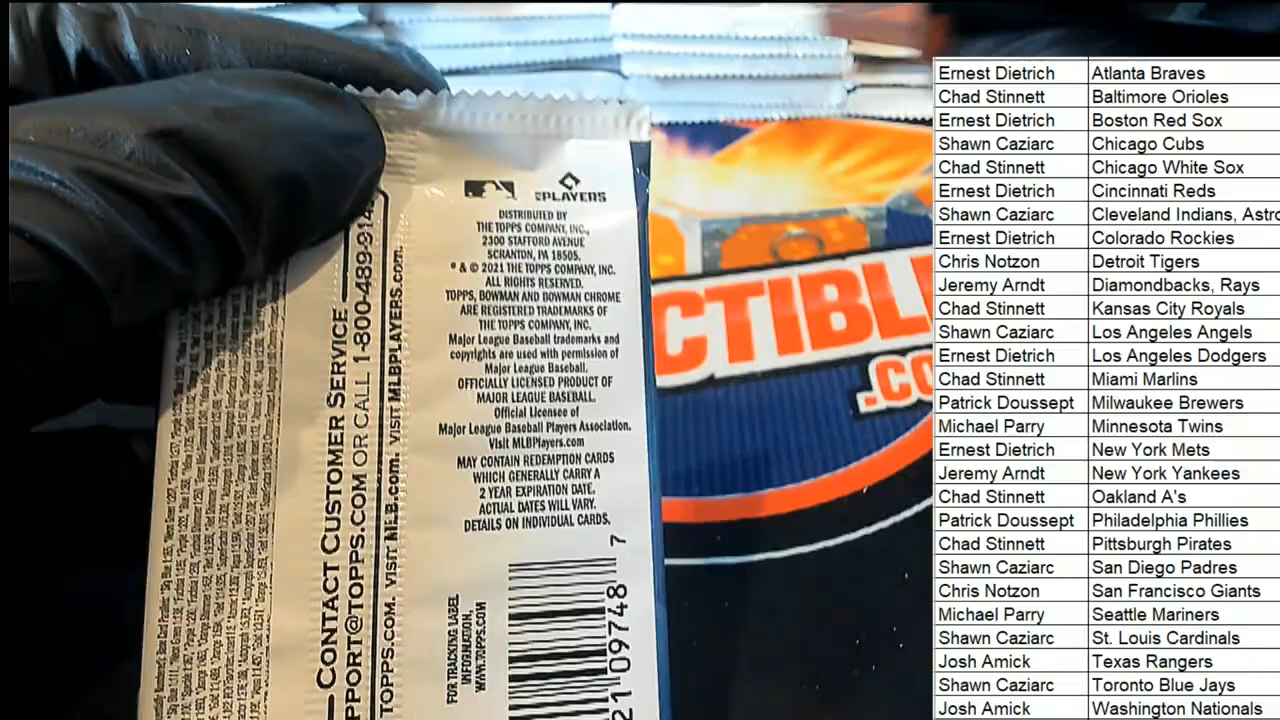 PLAYERS
DISTRIBUTED BY
THE TOPPS COMPANY, INC.,
2300 STAFFORD AVENUE
SCRANTON, PA 18505.
® & © 2021 THE TOPPS COMPANY, INC.
ALL RIGHTS RESERVED.
TOPPS, BOWMAN AND BOWMAN CHROME
ARE REGISTERED TRADEMARKS OF
THE TOPPS COMPANY, INC.
Major League Baseball trademarks and
copyrights are used with permission of
Major League Baseball.
OFFICIALLY LICENSED PRODUCT OF
MAJOR LEAGUE BASEBALL.
Official Licensee of
Major League Baseball Players Association.
Visit MLBPlayers.com
MAY CONTAIN REDEMPTION CARDS
WHICH GENERALLY CARRY A
2 YEAR EXPIRATION DATE.
ACTUAL DATES WILL VARY.
DETAILS ON INDIVIDUAL CARDS.
FOR TRACKING LABEL
INFORMATION,
WWW.TOPPS.COM
21 09748 7
CONTACT CUSTOMER SERVICE
PPORT@TOPPS.COM OR CALL 1-800-489-914
TOPPS.COM. VISIT MLB.com. VISIT MLBPLAYERS.com.
CTIBL
.CO
Ernest Dietrich Atlanta Braves
Chad Stinnett Baltimore Orioles
Ernest Dietrich Boston Red Sox
Shawn Caziarc Chicago Cubs
Chad Stinnett Chicago White Sox
Ernest Dietrich Cincinnati Reds
Shawn Caziarc Cleveland Indians, Astro
Ernest Dietrich Colorado Rockies
Chris Notzon Detroit Tigers
Jeremy Arndt Diamondbacks, Rays
Chad Stinnett Kansas City Royals
Shawn Caziarc Los Angeles Angels
Ernest Dietrich Los Angeles Dodgers
Chad Stinnett Miami Marlins
Patrick Doussept Milwaukee Brewers
Michael Parry Minnesota Twins
Ernest Dietrich New York Mets
Jeremy Arndt New York Yankees
Chad Stinnett Oakland A's
Patrick Doussept Philadelphia Phillies
Chad Stinnett Pittsburgh Pirates
Shawn Caziarc San Diego Padres
Chris Notzon San Francisco Giants
Michael Parry Seattle Mariners
Shawn Caziarc St. Louis Cardinals
Josh Amick Texas Rangers
Shawn Caziarc Toronto Blue Jays
Josh Amick Washington Nationals